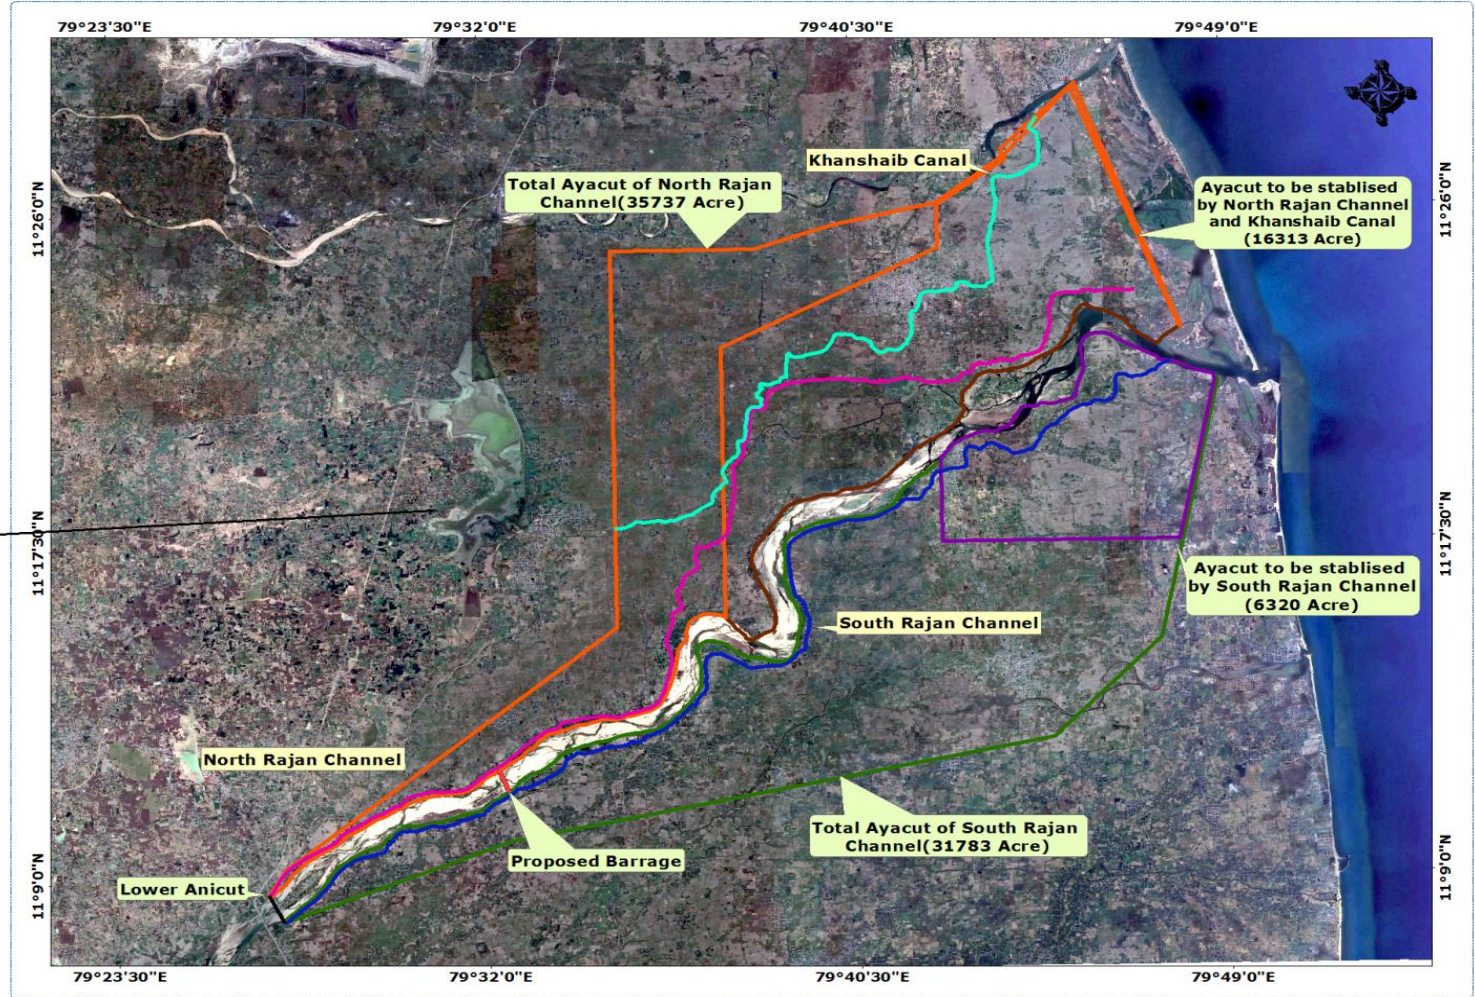 79°23'30"E
79°32'0"E
79°40'30"E
79°49'0"E
11°26'0"N
11°26'0"N
Khanshaib Canal
Total Ayacut of North Rajan
Channel(35737 Acre)
Ayacut to be stablised
by North Rajan Channel
and Khanshaib Canal
(16313 Acre)
11°17'30"N
11°17'30"N
Ayacut to be stablised
by South Rajan Channel
(6320 Acre)
South Rajan Channel
North Rajan Channel
Total Ayacut of South Rajan
Channel(31783 Acre)
Proposed Barrage
Lower Anicut
11°9'0"N
11°9'0"N
79°23'30"E
79°32'0"E
79°40'30"E
79°49'0"E